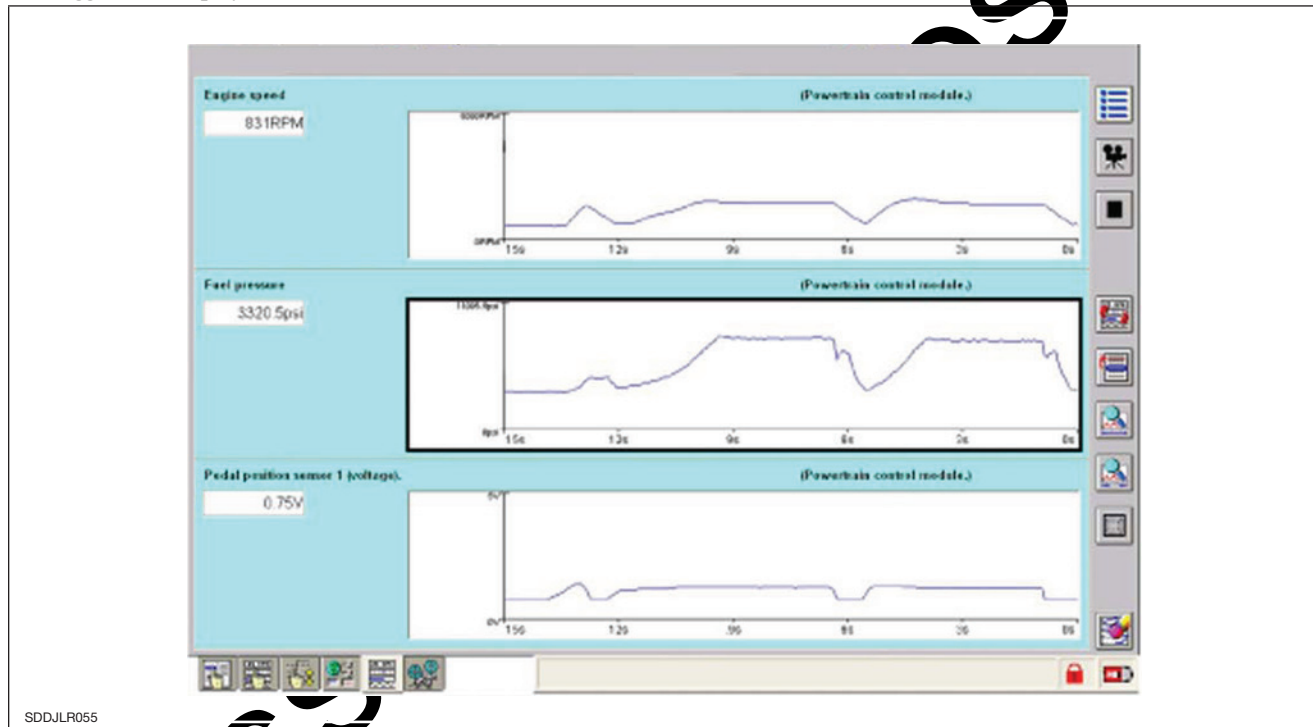 Engine speed
(Powertrain control module.)
831RPM
0RPM
15s 12s 9s 6s 3s 0s
Fuel pressure
(Powertrain control module.)
3320.5psi
0psi
15s 12s 9s 6s 3s 0s
Pedal position sensor 1 (voltage).
(Powertrain control module.)
0.75V
5V
0V
15s 12s 9s 6s 3s 0s
SDDJLR055